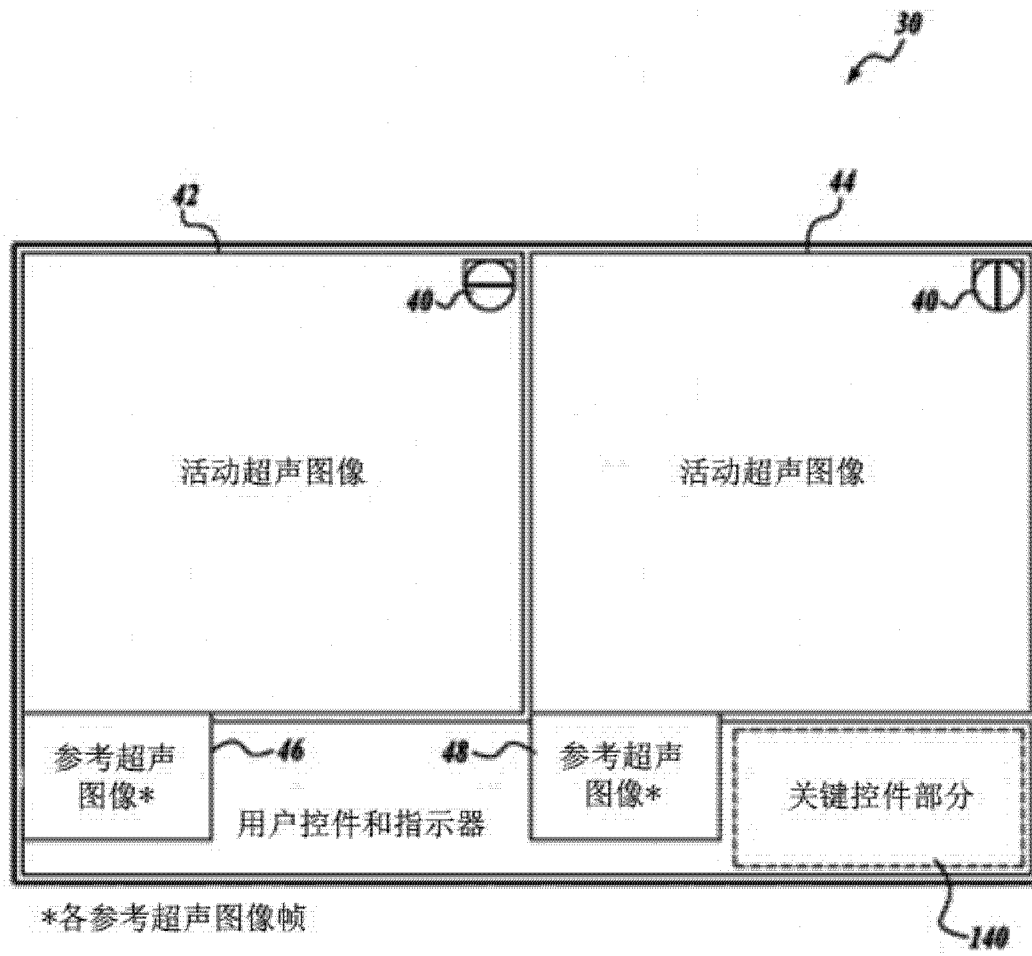 30
42
44
40
40
活动超声图像
活动超声图像
参考超声
图像*
46
用户控件和指示器
48
参考超声
图像*
关键控件部分
*各参考超声图像帧
140